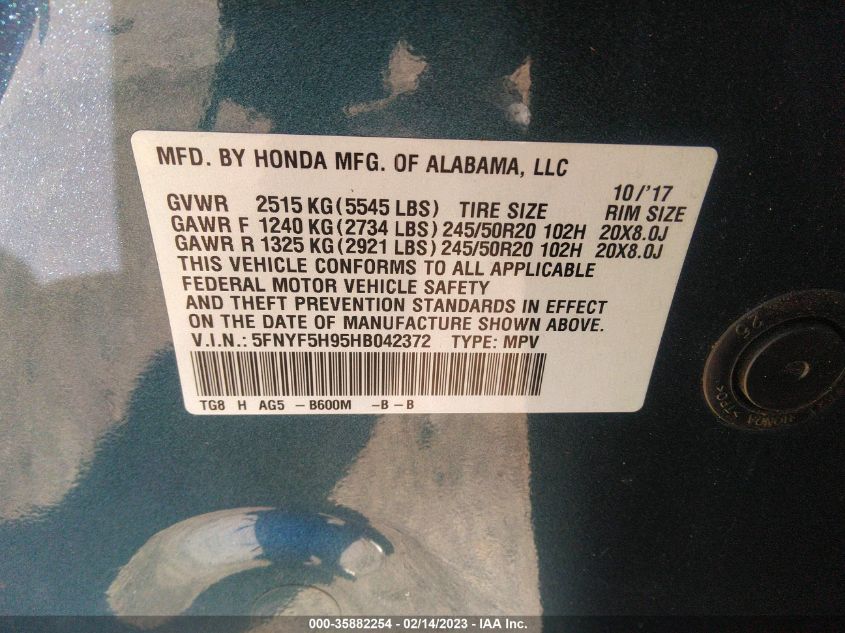 MFD. BY HONDA MFG. OF ALABAMA, LLC
10/'17
GVWR 2515 KG (5545 LBS) TIRE SIZE RIM SIZE
GAWR F 1240 KG (2734 LBS) 245/50R20 102H 20X8.0J
GAWR R 1325 KG (2921 LBS) 245/50R20 102H 20X8.0J
THIS VEHICLE CONFORMS TO ALL APPLICABLE
FEDERAL MOTOR VEHICLE SAFETY
AND THEFT PREVENTION STANDARDS IN EFFECT
ON THE DATE OF MANUFACTURE SHOWN ABOVE.
V.I.N.: 5FNYF5H95HB042372 TYPE: MPV
TG8 H AG5 -B600M -B-B
25
HONDA
000-35882254 - 02/14/2023 - IAA Inc.